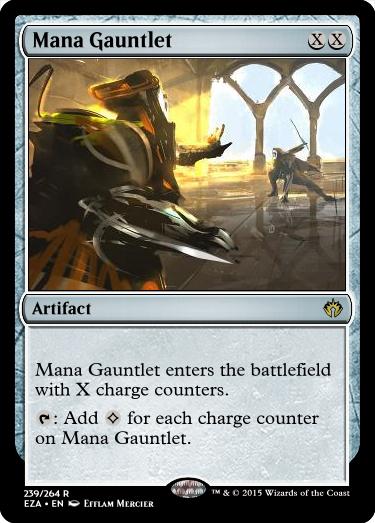 Mana Gauntlet XX
Artifact
Mana Gauntlet enters the battlefield
with X charge counters.
: Add for each charge counter
on Mana Gauntlet.
239/264 R
EZA • EN Efflam Mercier
™ & © 2015 Wizards of the Coast